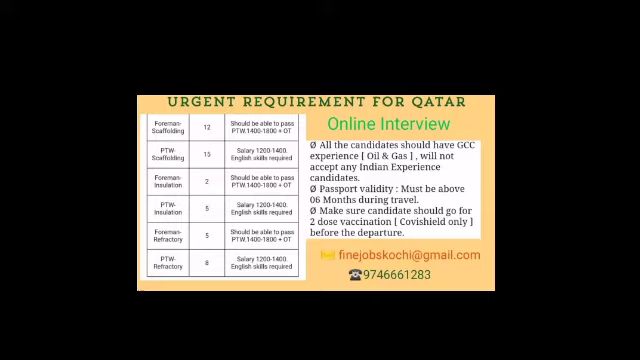 URGENT REQUIREMENT FOR QATAR
Foreman-
Scaffolding
12
Should be able to pass
PTW.1400-1800 + OT
PTW-
Scaffolding
15
Salary 1200-1400.
English skills required
Foreman-
Insulation
2
Should be able to pass
PTW.1400-1800 + OT
PTW-
Insulation
5
Salary 1200-1400.
English skills required
Foreman-
Refractory
5
Should be able to pass
PTW.1400-1800 + OT
PTW-
Refractory
8
Salary 1200-1400.
English skills required
Online Interview
Ø All the candidates should have GCC
experience [ Oil & Gas] , will not
accept any Indian Experience
candidates.
Ø Passport validity : Must be above
06 Months during travel.
Ø Make sure candidate should go for
2 dose vaccination [ Covishield only ]
before the departure.
finejobskochi@gmail.com
9746661283